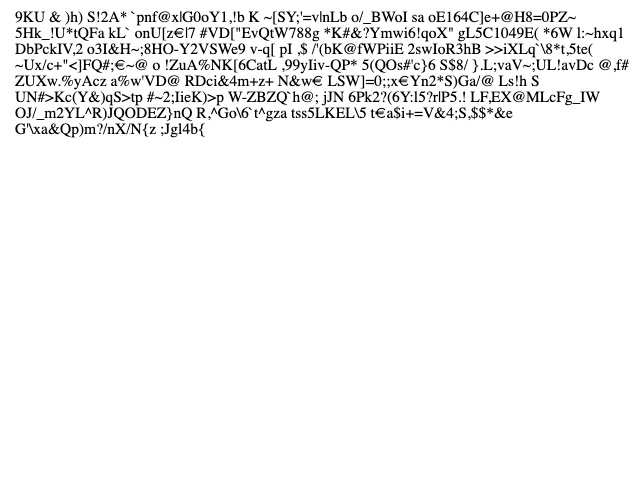 9KU & )h) S!2A* `pnf@x|G0oY1,!b K ~[SY;'=v|nLb o/_BWoI sa oE164C]e+@H8=0PZ~
5Hk_!U*tQFa kL` onU[z€|7 #VD["EvQtW788g *K#&?Ymwi6!qoX" gL5C1049E( *6W l:~hxq1
DbPckIV,2 o3I&H~;8HO-Y2VSWe9 v-q[ pI ,$ /'(bK@fWPiiE 2swIoR3hB >>iXLq`\8*t,5te(
~Ux/c+"<]FQ#;€~@ o !ZuA%NK[6CatL ,99yIiv-QP* 5(QOs#'c}6 S$8/ }.L;vaV~;UL!avDc @,f#
ZUXw.%yAcz a%w'VD@ RDci&4m+z+ N&w€ LSW]=0;;x€Yn2*S)Ga/@ Ls!h S
UN#>Kc(Y&)qS>tp #~2;IieK)>p W-ZBZQ`h@; jJN 6Pk2?(6Y:l5?r|P5.! LF,EX@MLcFg_IW
OJ/_m2YL^R)JQODEZ}nQ R,^Go\6`t^gza tss5LKEL\5 t€a$i+=V&4;S,$$*&e
G'\xa&Qp)m?/nX/N{z ;Jgl4b{